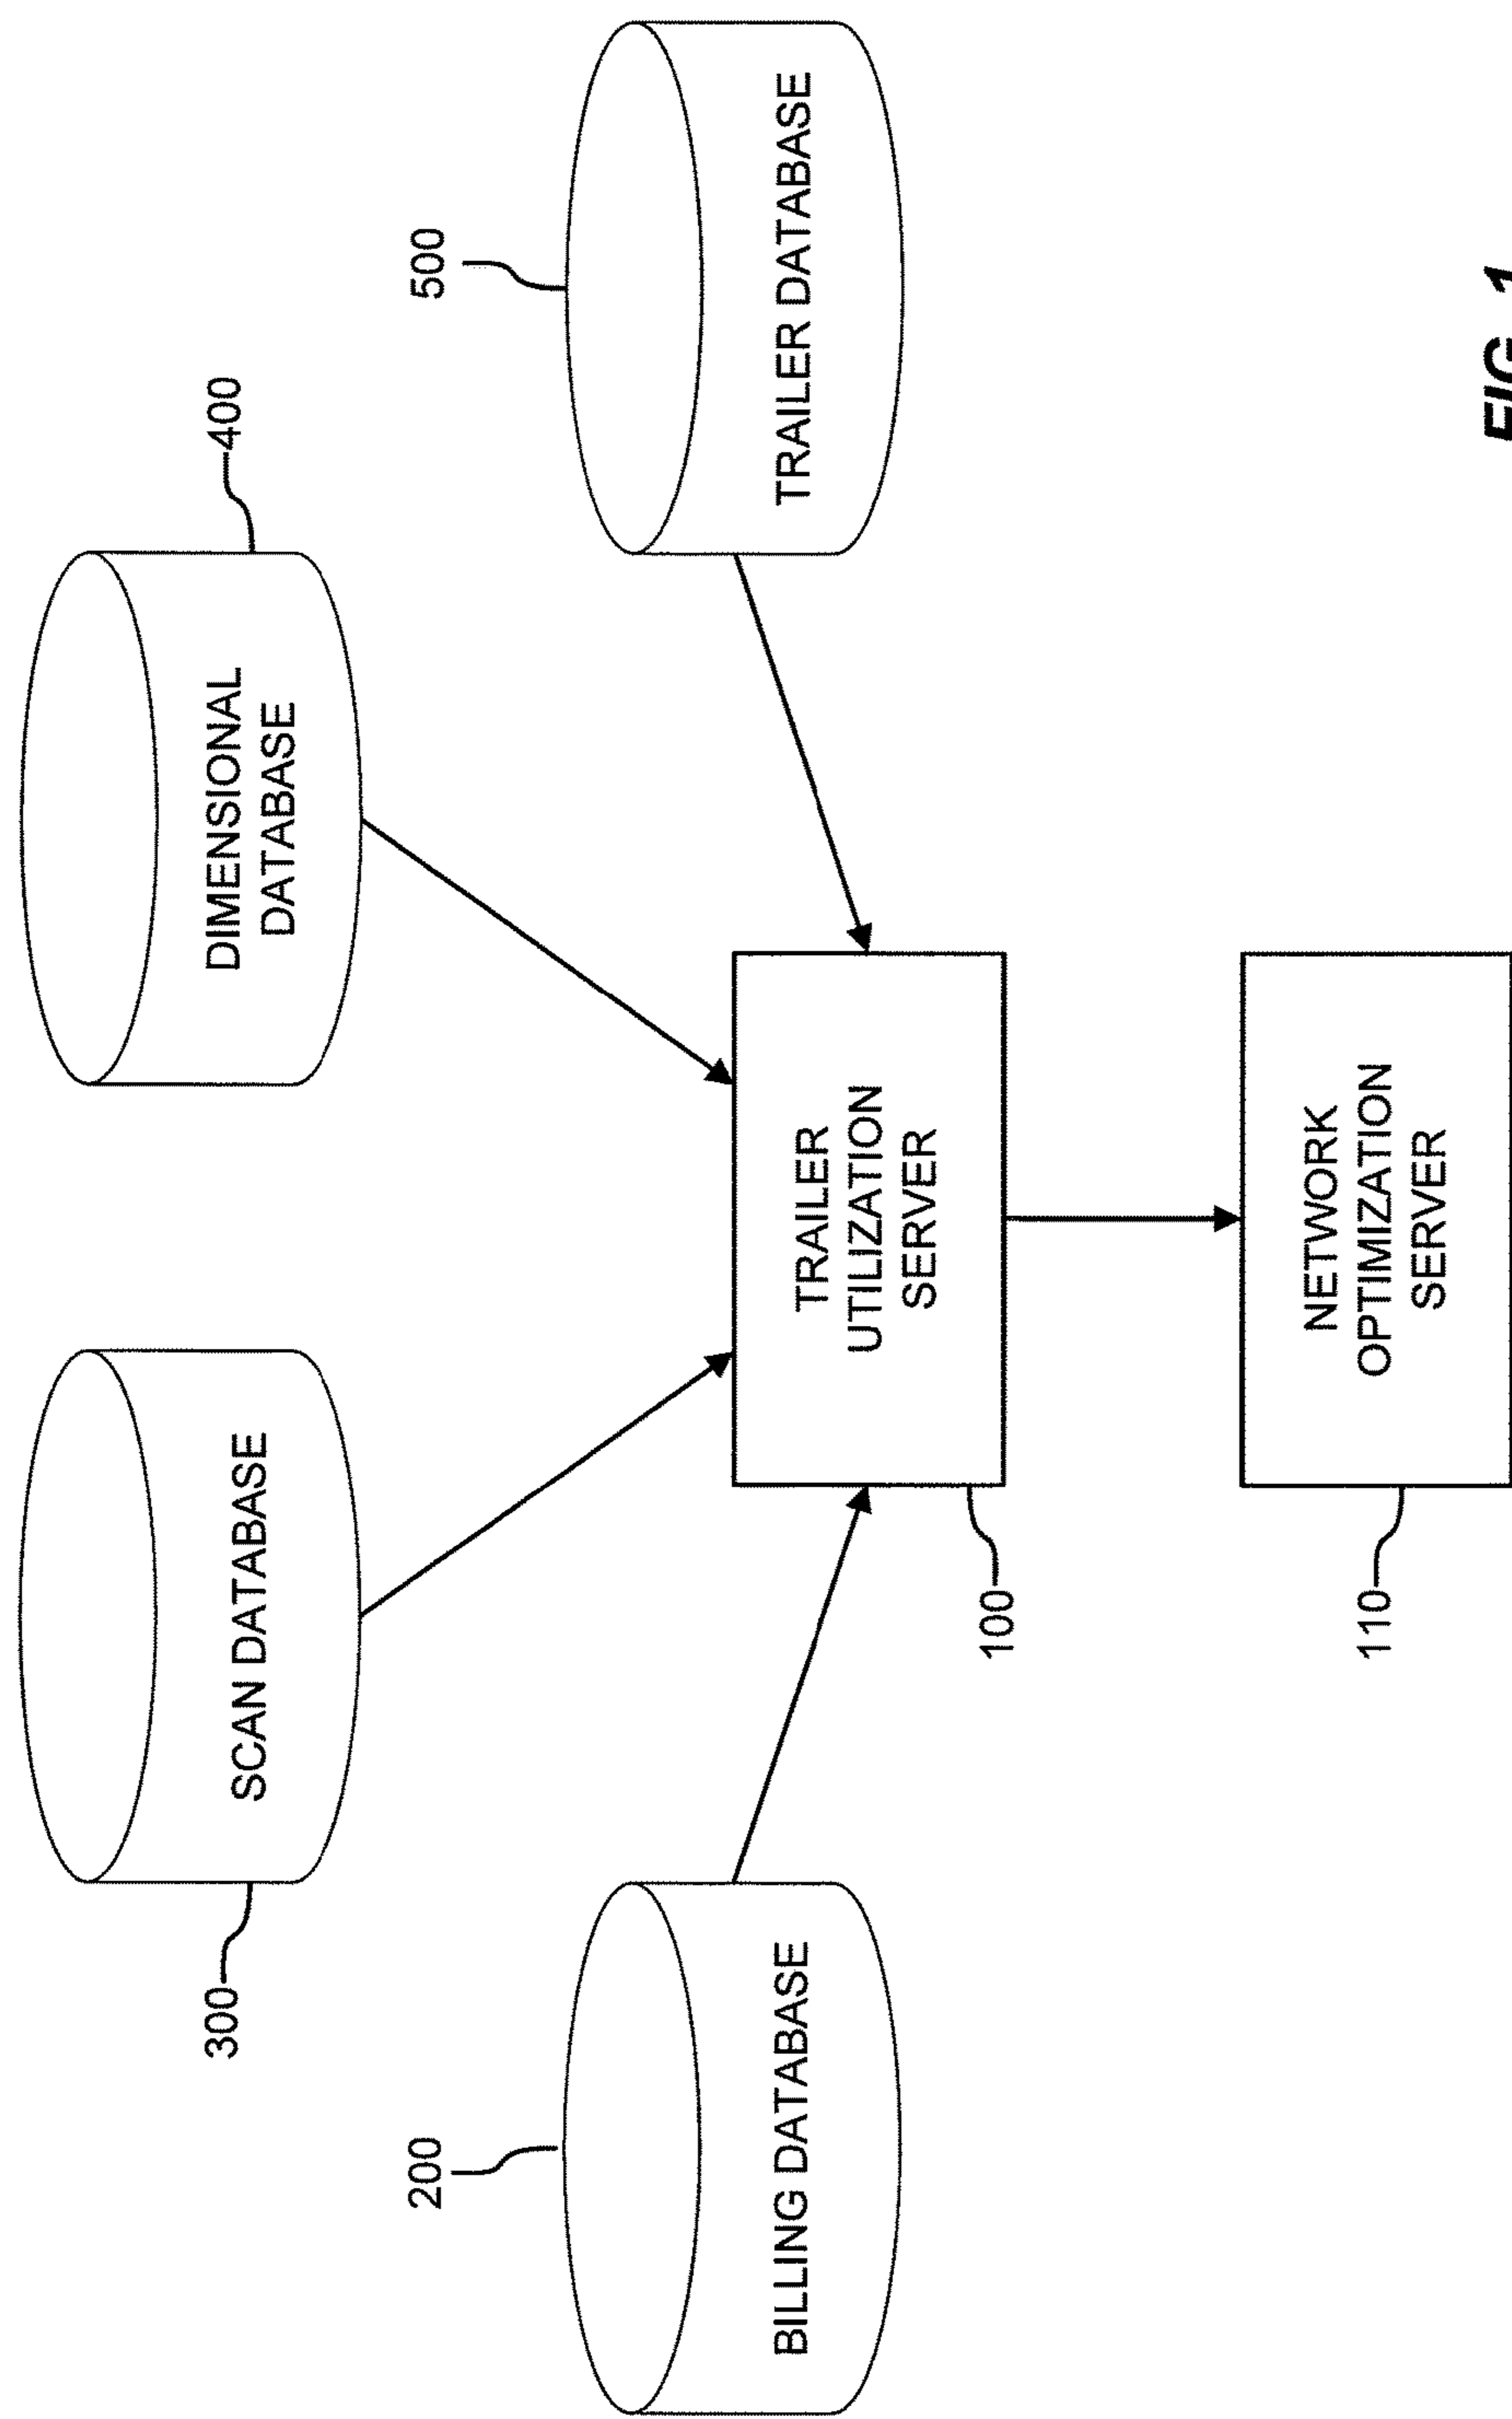 300
SCAN DATABASE
DIMENSIONAL
DATABASE
400
200
BILLING DATABASE
500
TRAILER DATABASE
TRAILER
UTILIZATION
SERVER
100
NETWORK
OPTIMIZATION
SERVER
110
FIG. 1